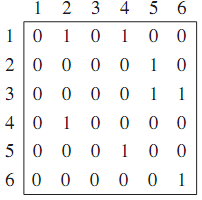 1 2 3 4 5 6
1 0 1 0 1 0 0
2 0 0 0 0 1 0
3 0 0 0 0 1 1
4 0 1 0 0 0 0
5 0 0 0 1 0 0
6 0 0 0 0 0 1